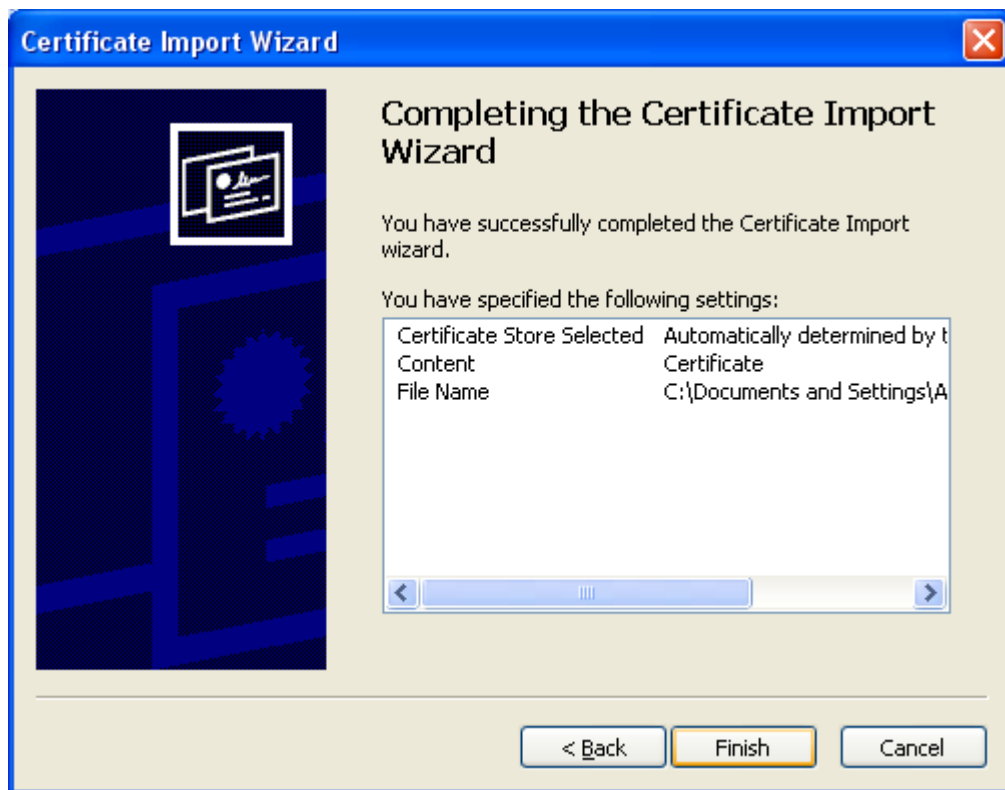 Certificate Import Wizard
Completing the Certificate Import
Wizard
You have successfully completed the Certificate Import
wizard.
You have specified the following settings:
Certificate Store Selected Automatically determined by t
Content Certificate
File Name C:\Documents and Settings\A
< Back Finish Cancel